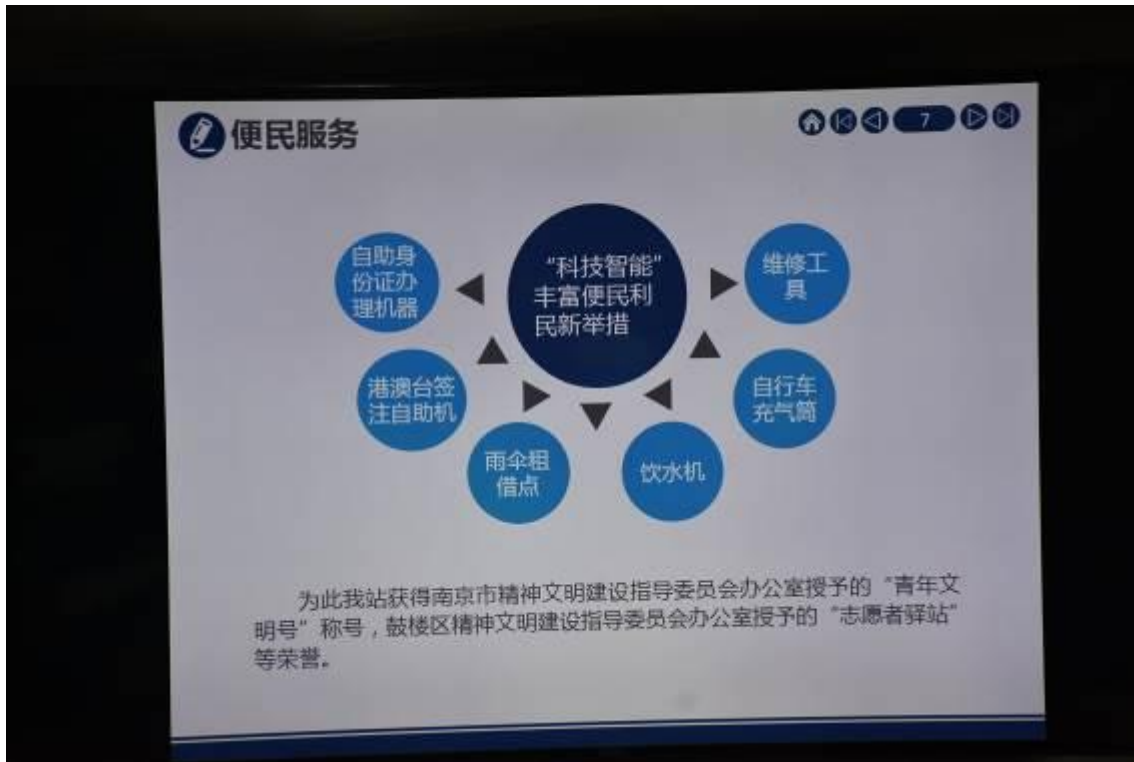 便民服务
7
“科技智能”
丰富便民利
民新举措
自助身
份证办
理机器
维修工
具
港澳台签
注自助机
自行车
充气筒
雨伞租
借点
饮水机
为此我站获得南京市精神文明建设指导委员会办公室授予的“青年文
明号”称号，鼓楼区精神文明建设指导委员会办公室授予的“志愿者驿站”
等荣誉。